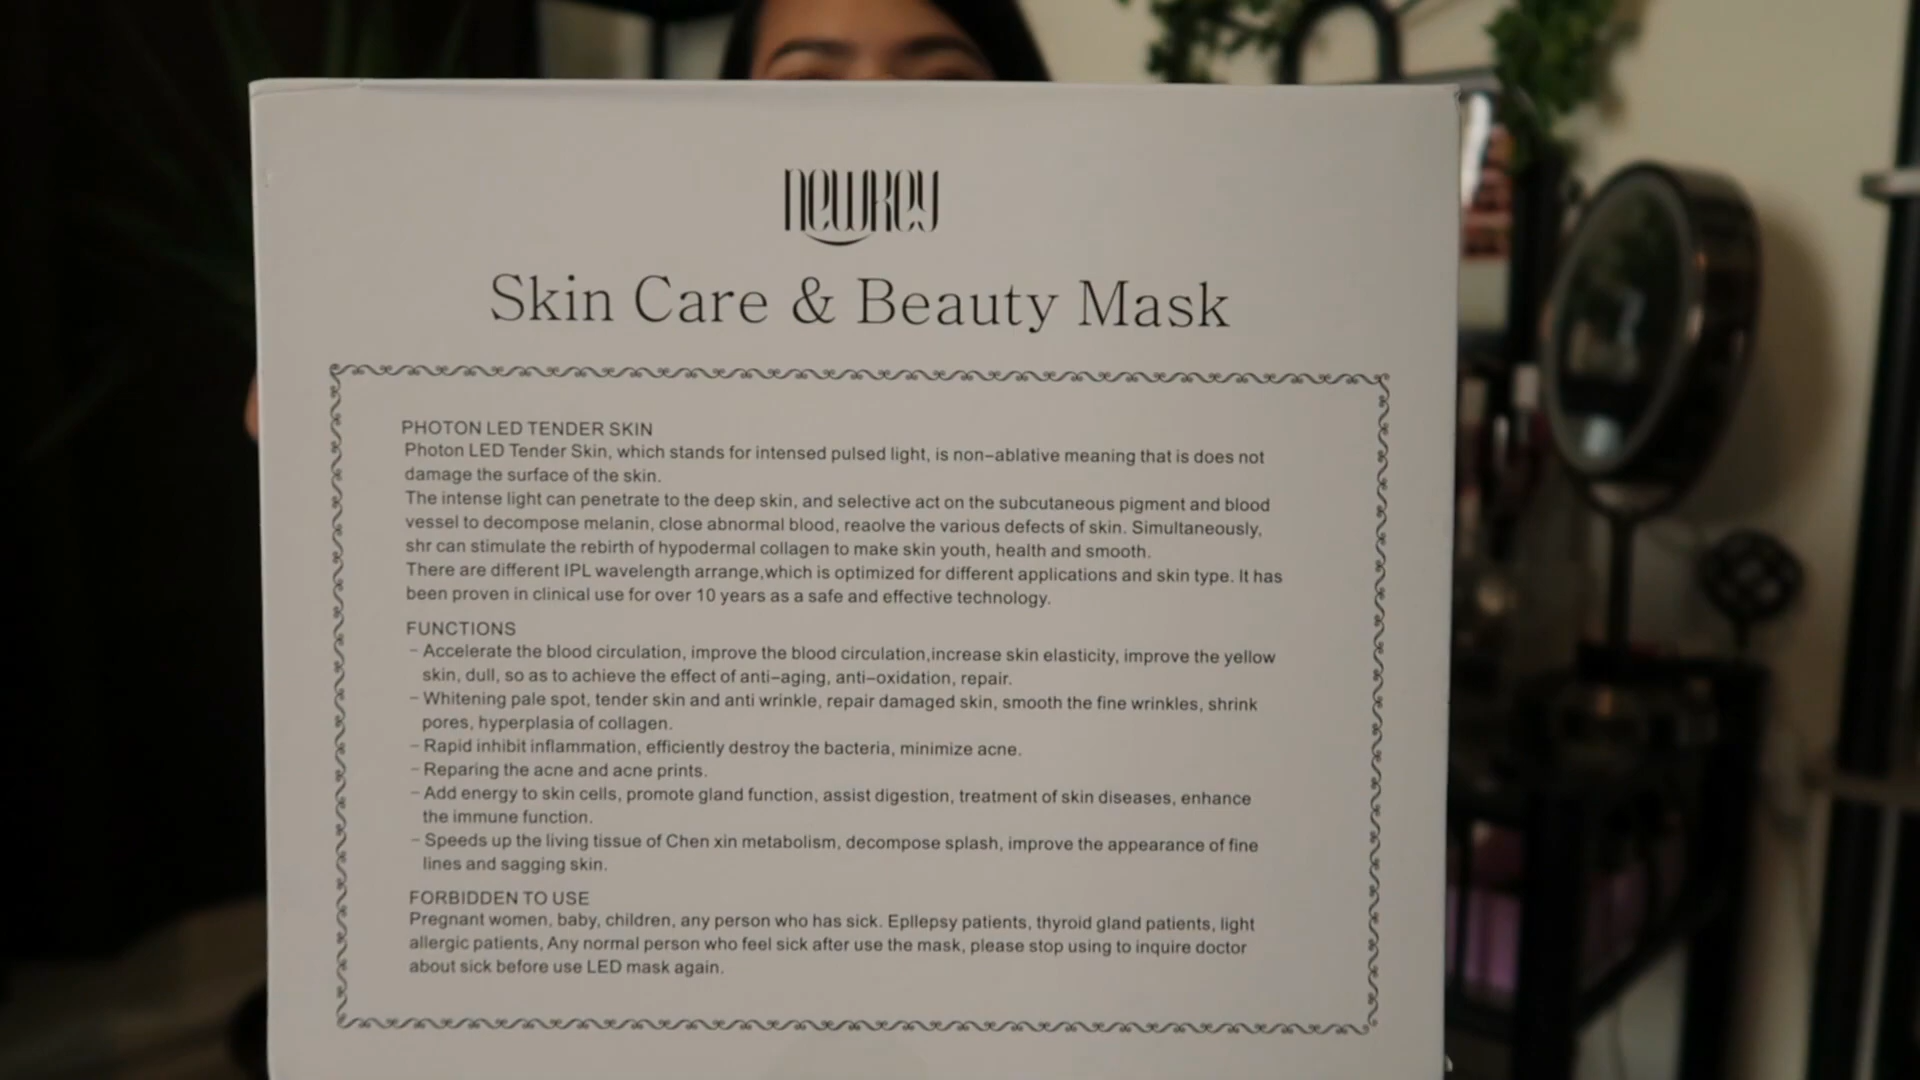 newkey
Skin Care & Beauty Mask
PHOTON LED TENDER SKIN
Photon LED Tender Skin, which stands for intensed pulsed light, is non-ablative meaning that is does not
damage the surface of the skin.
The intense light can penetrate to the deep skin, and selective act on the subcutaneous pigment and blood
vessel to decompose melanin, close abnormal blood, reaolve the various defects of skin. Simultaneously,
shr can stimulate the rebirth of hypodermal collagen to make skin youth, health and smooth.
There are different IPL wavelength arrange,which is optimized for different applications and skin type. It has
been proven in clinical use for over 10 years as a safe and effective technology.
FUNCTIONS
- Accelerate the blood circulation, improve the blood circulation,increase skin elasticity, improve the yellow
skin, dull, so as to achieve the effect of anti-aging, anti-oxidation, repair.
- Whitening pale spot, tender skin and anti wrinkle, repair damaged skin, smooth the fine wrinkles, shrink
pores, hyperplasia of collagen.
- Rapid inhibit inflammation, efficiently destroy the bacteria, minimize acne.
- Reparing the acne and acne prints.
- Add energy to skin cells, promote gland function, assist digestion, treatment of skin diseases, enhance
the immune function.
- Speeds up the living tissue of Chen xin metabolism, decompose splash, improve the appearance of fine
lines and sagging skin.
FORBIDDEN TO USE
Pregnant women, baby, children, any person who has sick. Epllepsy patients, thyroid gland patients, light
allergic patients, Any normal person who feel sick after use the mask, please stop using to inquire doctor
about sick before use LED mask again.